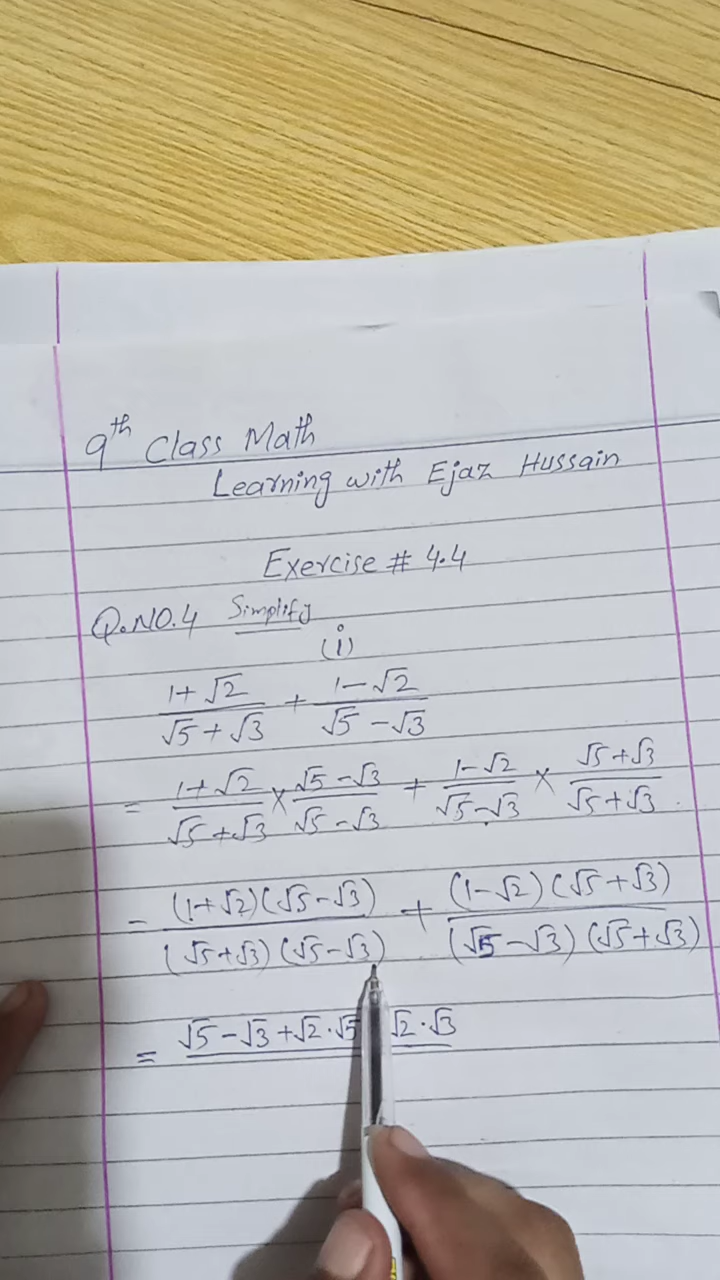 9th Class Math
Learning with Ejaz Hussain
Exercise # 4.4
Q.NO.4 Simplify
(i)
(1+√2)/(√5+√3) + (1-√2)/(√5-√3)
= (1+√2)/(√5+√3) × (√5-√3)/(√5-√3) + (1-√2)/(√5-√3) × (√5+√3)/(√5+√3)
= (1+√2)(√5-√3)/(√5+√3)(√5-√3) + (1-√2)(√5+√3)/(√5-√3)(√5+√3)
= √5-√3+√2·√5 √2·√3